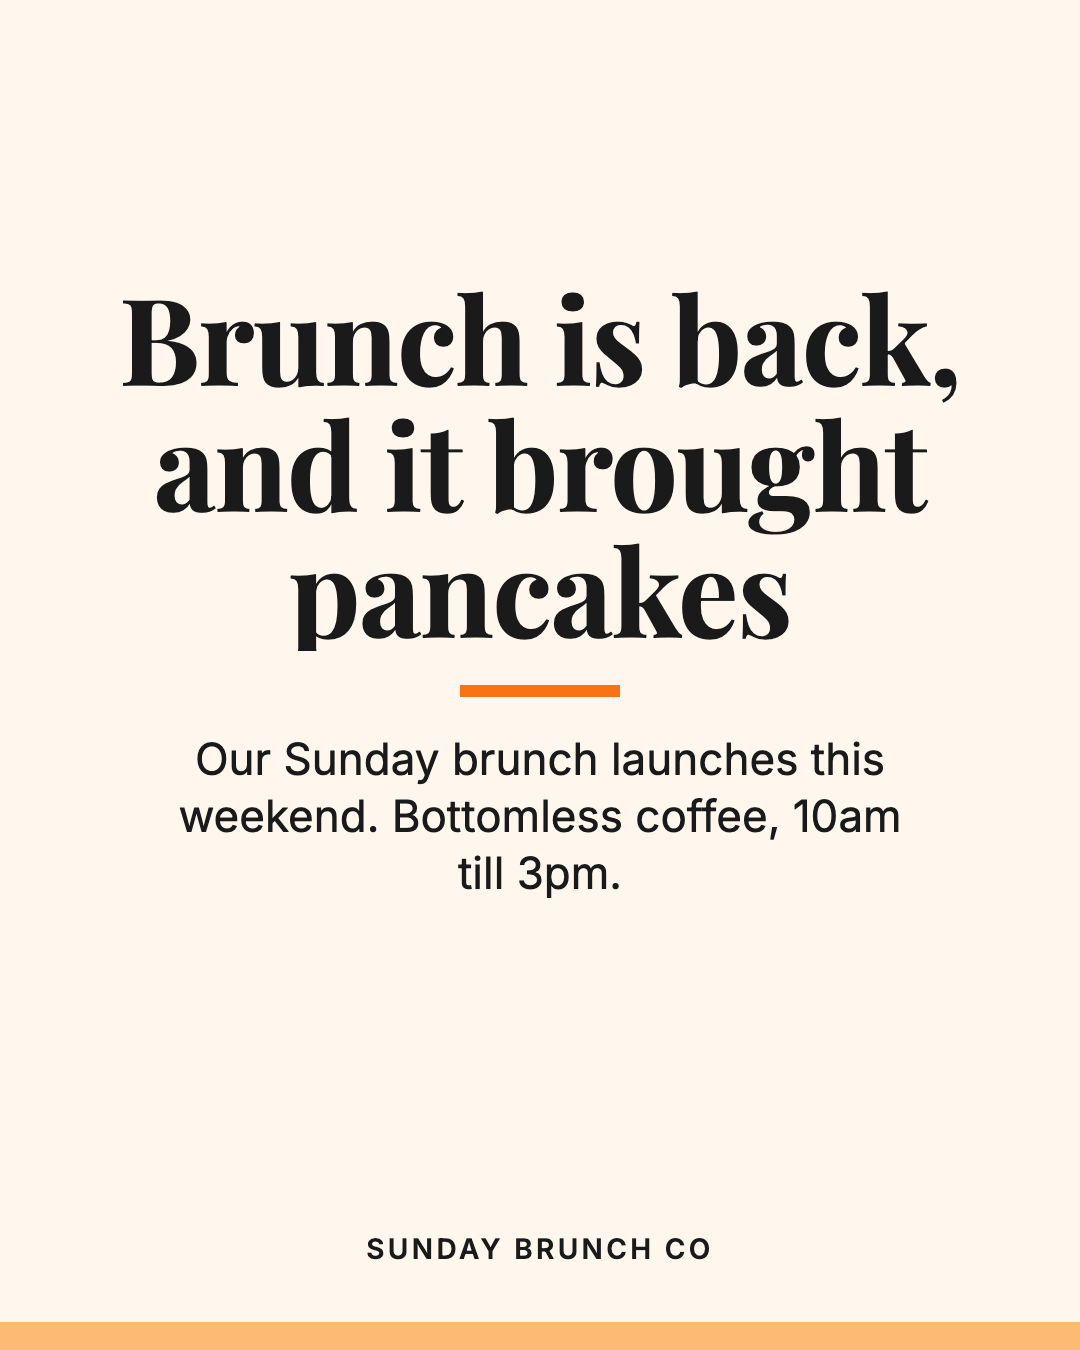 Brunch is back,
and it brought
pancakes
Our Sunday brunch launches this
weekend. Bottomless coffee, 10am
till 3pm.
SUNDAY BRUNCH CO